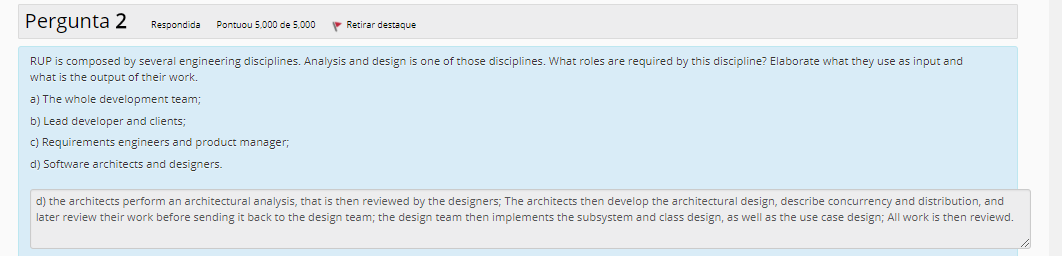 Pergunta 2 Respondida Pontuou 5,000 de 5,000 Retirar destaque
RUP is composed by several engineering disciplines. Analysis and design is one of those disciplines. What roles are required by this discipline? Elaborate what they use as input and
what is the output of their work.
a) The whole development team;
b) Lead developer and clients;
c) Requirements engineers and product manager;
d) Software architects and designers.
d) the architects perform an architectural analysis, that is then reviewed by the designers; The architects then develop the architectural design, describe concurrency and distribution, and
later review their work before sending it back to the design team; the design team then implements the subsystem and class design, as well as the use case design; All work is then reviewd.